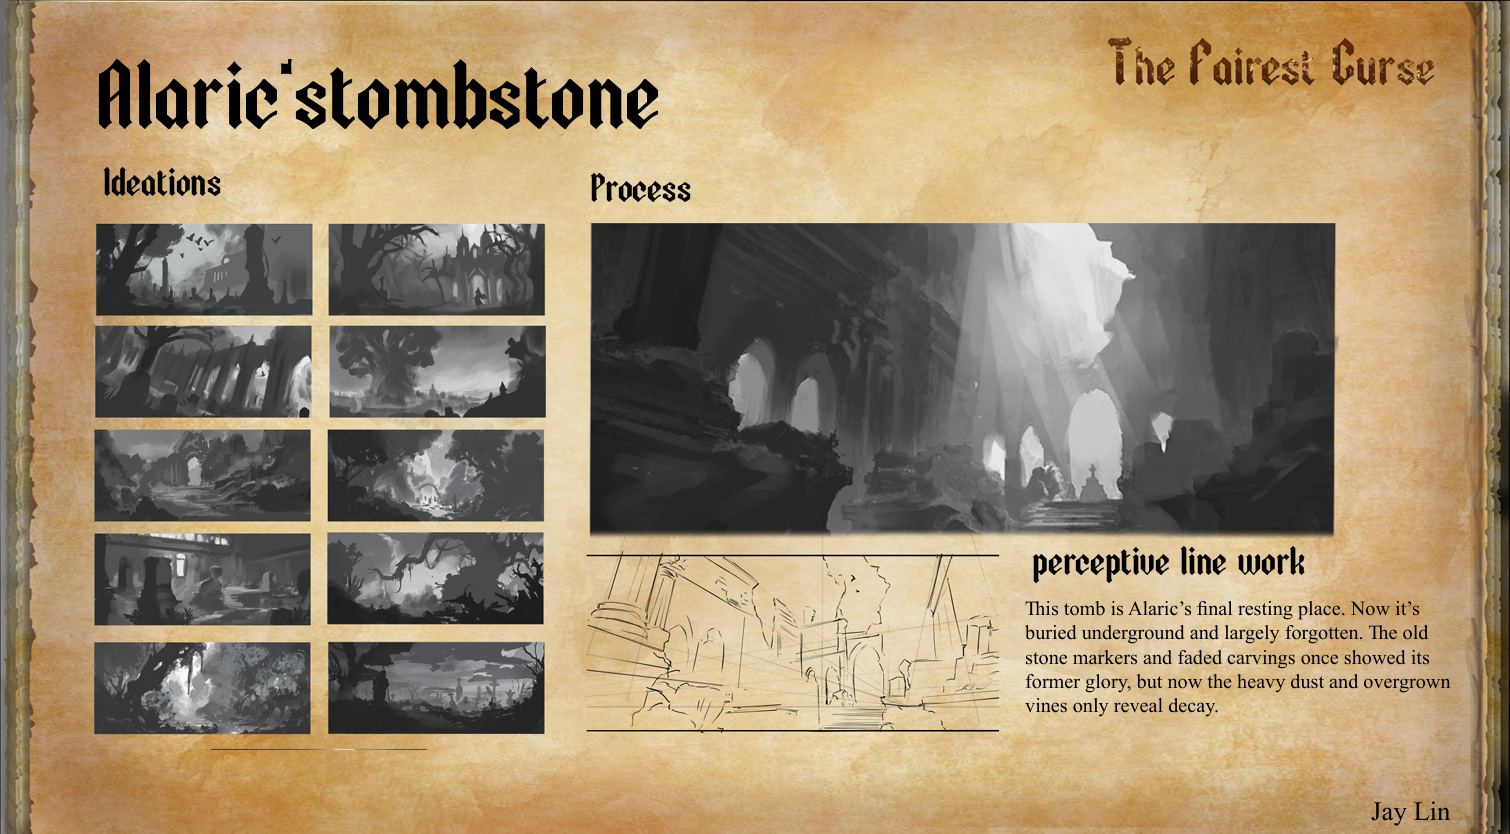 Alaric'stombstone
The Fairest Curse
Ideations
Process
perceptive line work
This tomb is Alaric’s final resting place. Now it’s
buried underground and largely forgotten. The old
stone markers and faded carvings once showed its
former glory, but now the heavy dust and overgrown
vines only reveal decay.
Jay Lin